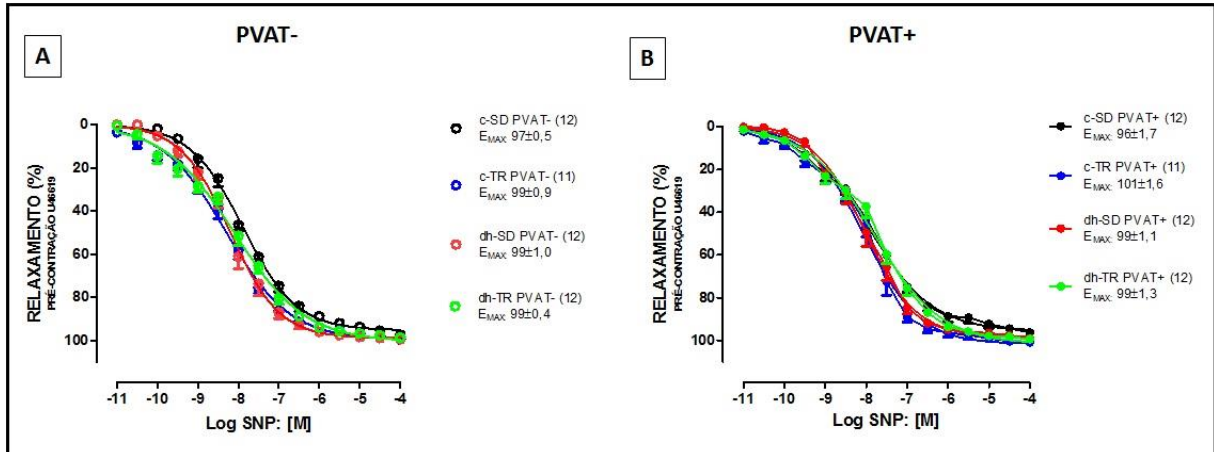 A
PVAT-
0
20
40
60
80
100
RELAXAMENTO (%)
PRÉ-CONTRAÇÃO U46619
-11 -10 -9 -8 -7 -6 -5 -4
Log SNP: [M]
c-SD PVAT- (12)
EMAX 97±0,5
c-TR PVAT- (11)
EMAX 99±0,9
dh-SD PVAT- (12)
EMAX 99±1,0
dh-TR PVAT- (12)
EMAX 99±0,4
B
PVAT+
0
20
40
60
80
100
RELAXAMENTO (%)
PRÉ-CONTRAÇÃO U46619
-11 -10 -9 -8 -7 -6 -5 -4
Log SNP: [M]
c-SD PVAT+ (12)
EMAX: 96±1,7
c-TR PVAT+ (11)
EMAX: 101±1,6
dh-SD PVAT+ (12)
EMAX: 99±1,1
dh-TR PVAT+ (12)
EMAX: 99±1,3